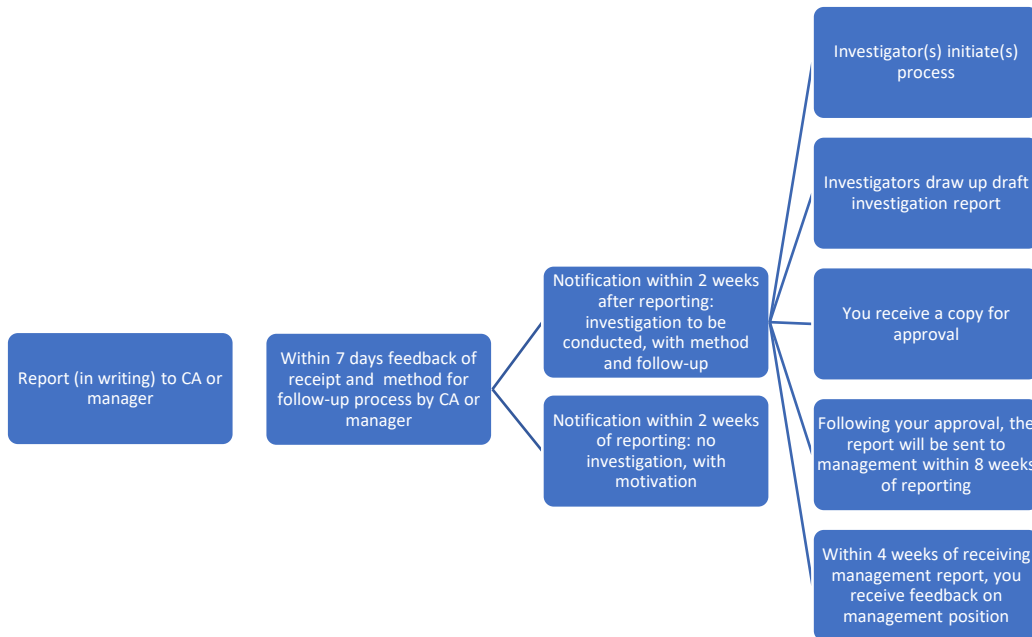 Report (in writing) to CA or
manager
Within 7 days feedback of
receipt and  method for
follow-up process by CA or
manager
Notification within 2 weeks
after reporting:
investigation to be
conducted, with method
and follow-up
Notification within 2 weeks
of reporting: no
investigation, with
motivation
Investigator(s) initiate(s)
process
Investigators draw up draft
investigation report
You receive a copy for
approval
Following your approval, the
report will be sent to
management within 8 weeks
of reporting
Within 4 weeks of receiving
management report, you
receive feedback on
management position